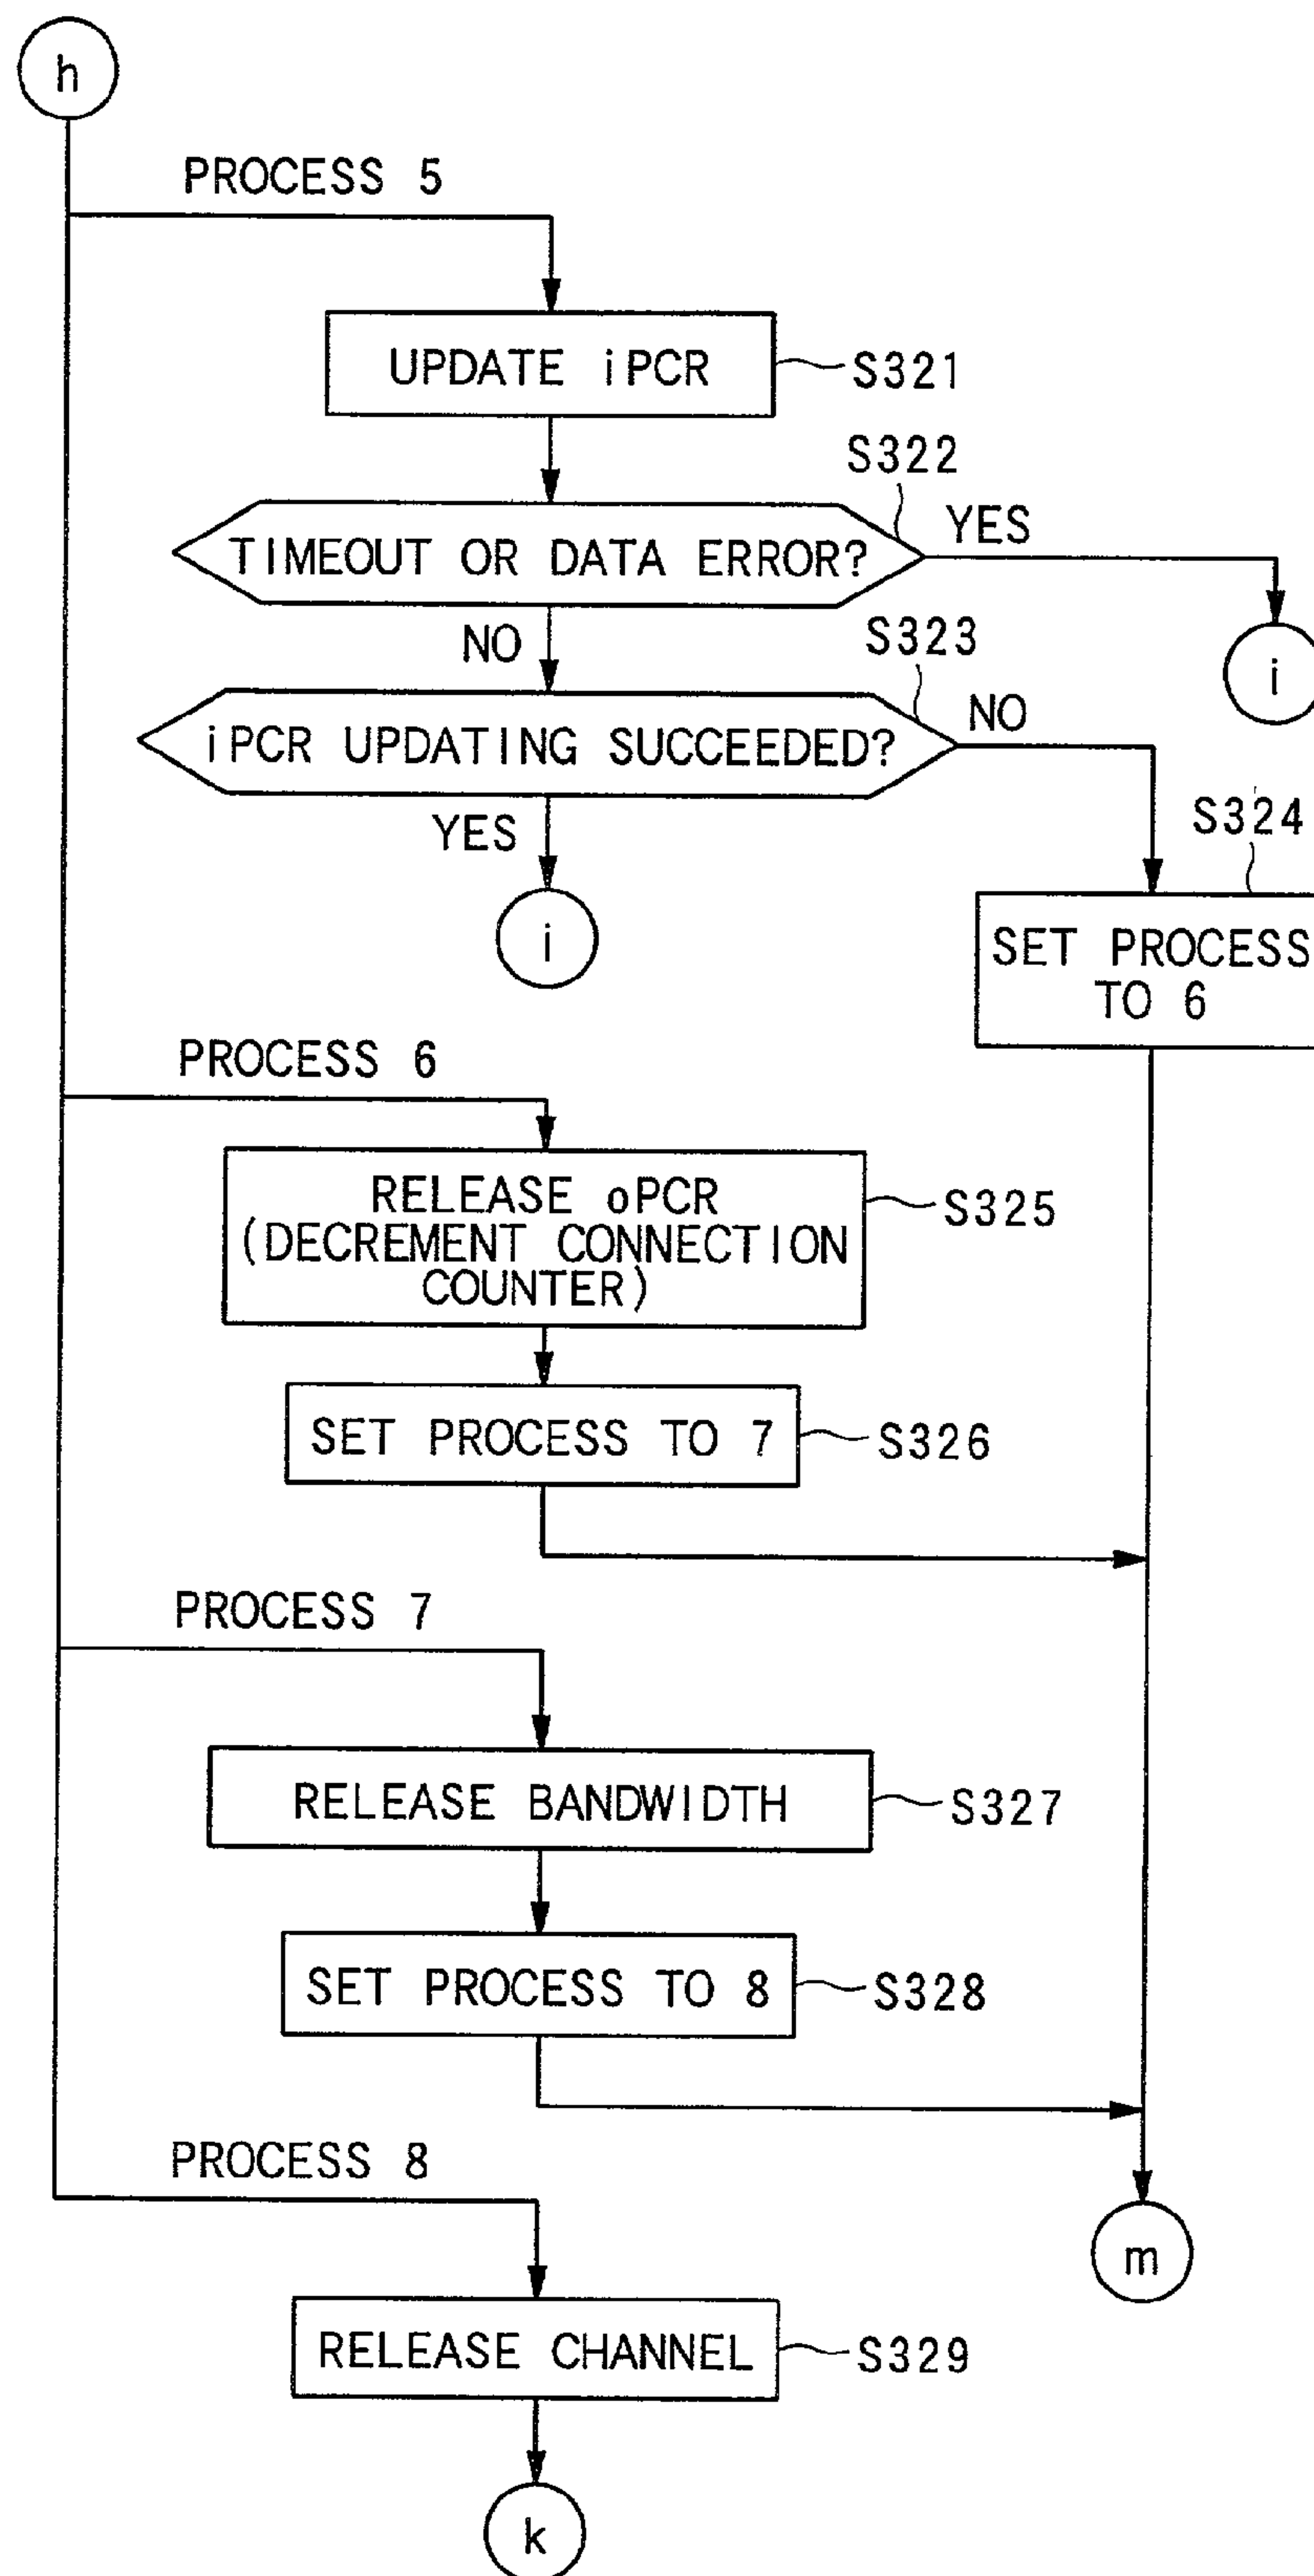 h
PROCESS 5
UPDATE iPCR
S321
S322
TIMEOUT OR DATA ERROR?
YES
NO
i
S323
iPCR UPDATING SUCCEEDED?
NO
YES
i
S324
SET PROCESS
TO 6
PROCESS 6
RELEASE oPCR
(DECREMENT CONNECTION
COUNTER)
S325
SET PROCESS TO 7
S326
PROCESS 7
RELEASE BANDWIDTH
S327
SET PROCESS TO 8
S328
PROCESS 8
m
RELEASE CHANNEL
S329
k